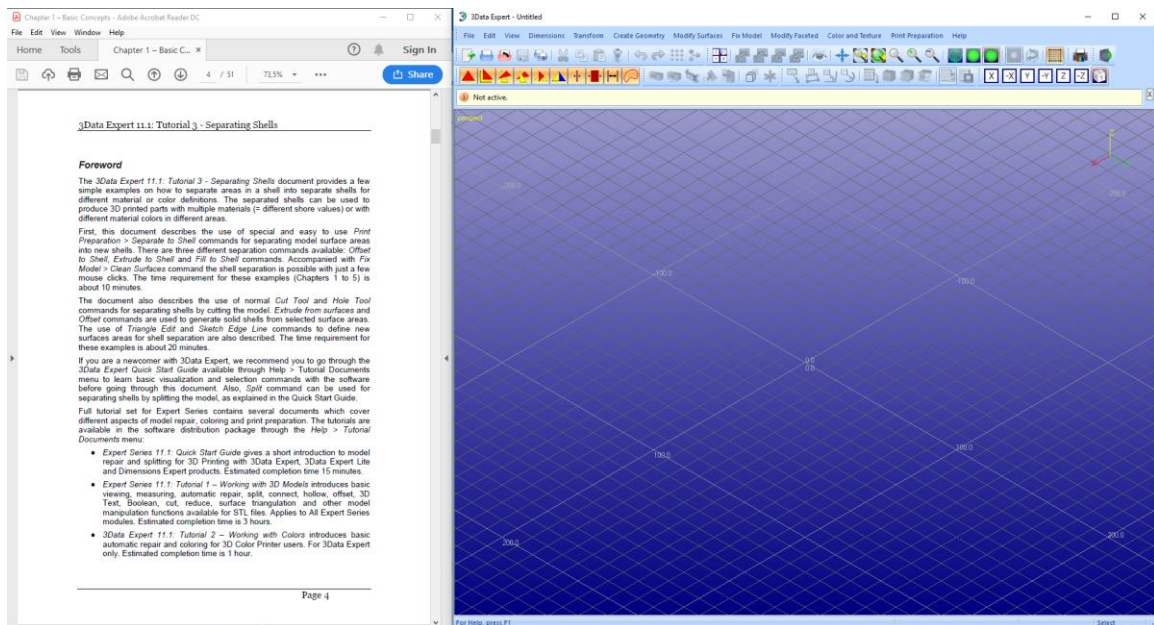 Chapter 1 – Basic Concepts - Adobe Acrobat Reader DC
File Edit View Window Help
Home Tools Chapter 1 – Basic C... ×
Sign In
4 / 51 73,5% Share
3Data Expert 11.1: Tutorial 3 - Separating Shells
Foreword
The 3Data Expert 11.1: Tutorial 3 - Separating Shells document provides a few
simple examples on how to separate areas in a shell into separate shells for
different material or color definitions. The separated shells can be used to
produce 3D printed parts with multiple materials (= different shore values) or with
different material colors in different areas.
First, this document describes the use of special and easy to use Print
Preparation > Separate to Shell commands for separating model surface areas
into new shells. There are three different separation commands available: Offset
to Shell, Extrude to Shell and Fill to Shell commands. Accompanied with Fix
Model > Clean Surfaces command the shell separation is possible with just a few
mouse clicks. The time requirement for these examples (Chapters 1 to 5) is
about 10 minutes.
The document also describes the use of normal Cut Tool and Hole Tool
commands for separating shells by cutting the model. Extrude from surfaces and
Offset commands are used to generate solid shells from selected surface areas.
The use of Triangle Edit and Sketch Edge Line commands to define new
surfaces areas for shell separation are also described. The time requirement for
these examples is about 20 minutes.
If you are a newcomer with 3Data Expert, we recommend you to go through the
3Data Expert Quick Start Guide available through Help > Tutorial Documents
menu to learn basic visualization and selection commands with the software
before going through this document. Also, Split command can be used for
separating shells by splitting the model, as explained in the Quick Start Guide.
Full tutorial set for Expert Series contains several documents which cover
different aspects of model repair, coloring and print preparation. The tutorials are
available in the software distribution package through the Help > Tutorial
Documents menu:
• Expert Series 11.1: Quick Start Guide gives a short introduction to model
repair and splitting for 3D Printing with 3Data Expert, 3Data Expert Lite
and Dimensions Expert products. Estimated completion time 15 minutes.
• Expert Series 11.1: Tutorial 1 – Working with 3D Models introduces basic
viewing, measuring, automatic repair, split, connect, hollow, offset, 3D
Text, Boolean, cut, reduce, surface triangulation and other model
manipulation functions available for STL files. Applies to All Expert Series
modules. Estimated completion time is 3 hours.
• 3Data Expert 11.1: Tutorial 2 – Working with Colors introduces basic
automatic repair and coloring for 3D Color Printer users. For 3Data Expert
only. Estimated completion time is 1 hour.
Page 4
3Data Expert - Untitled
File Edit View Dimensions Transform Create Geometry Modify Surfaces Fix Model Modify Faceted Color and Texture Print Preparation Help
X -X Y -Y Z -Z
Not active.
perspect
-200.0
200.0
-100.0
-100.0
0.0
0.0
100.0
100.0
200.0
-200.0
For Help, press F1
Select